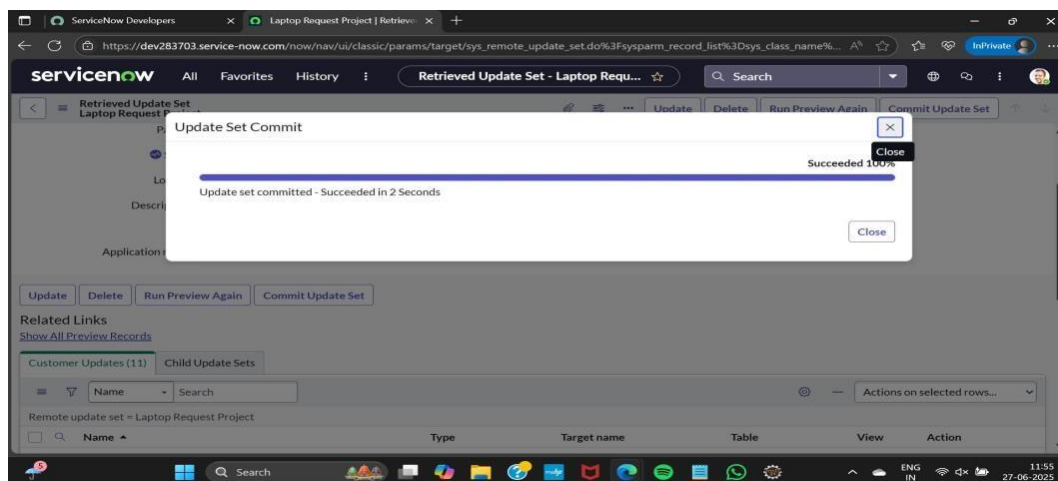 ServiceNow Developers
Laptop Request Project | Retrieve
https://dev283703.service-now.com/now/nav/ui/classic/params/target/sys_remote_update_set.do%3Fsysparm_record_list%3Dsys_class_name%... InPrivate
servicenow All Favorites History Retrieved Update Set - Laptop Requ... Search
Retrieved Update Set
Laptop Request
Update Delete Run Preview Again Commit Update Set
Update Set Commit
Close
Succeeded 100%
Update set committed - Succeeded in 2 Seconds
Descri
Close
Application
Update Delete Run Preview Again Commit Update Set
Related Links
Show All Preview Records
Customer Updates (11) Child Update Sets
Name Search Actions on selected rows...
Remote update set = Laptop Request Project
Name Type Target name Table View Action
5 Search ENG 11:55
IN 27-06-2025